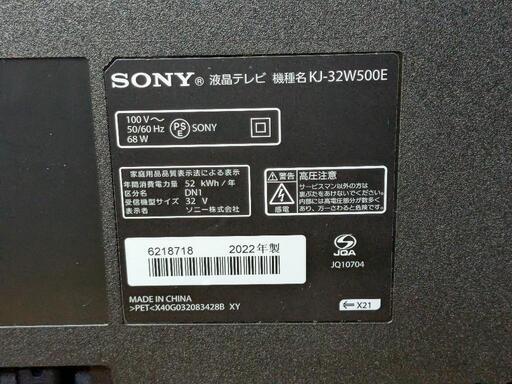 SONY® 液晶テレビ 機種名 KJ-32W500E
100 V～
50/60 Hz
68 W
PS
E
SONY
家庭用品品質表示法による表示
年間消費電力量 52 kWh／年
区分名 DN1
受信機型サイズ 32 V
表示者 ソニー株式会社
警告
感電
高圧注意
サービスマン以外の方は
裏ぶたをあけないでください。
内部には高電圧部分が数多く
あり、万一さわると危険です。
6218718 2022年製
JQA
JQ10704
MADE IN CHINA
>PET<X40G032083428B XY
X21